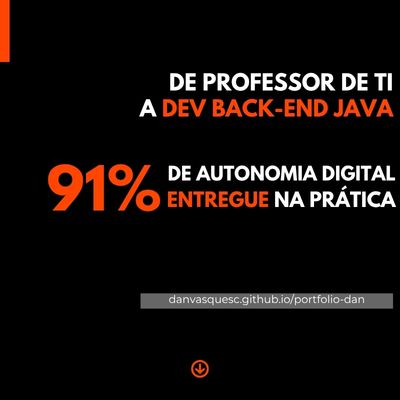 DE PROFESSOR DE TI
A DEV BACK-END JAVA
91% DE AUTONOMIA DIGITAL
ENTREGUE NA PRÁTICA
danvasquesc.github.io/portfolio-dan